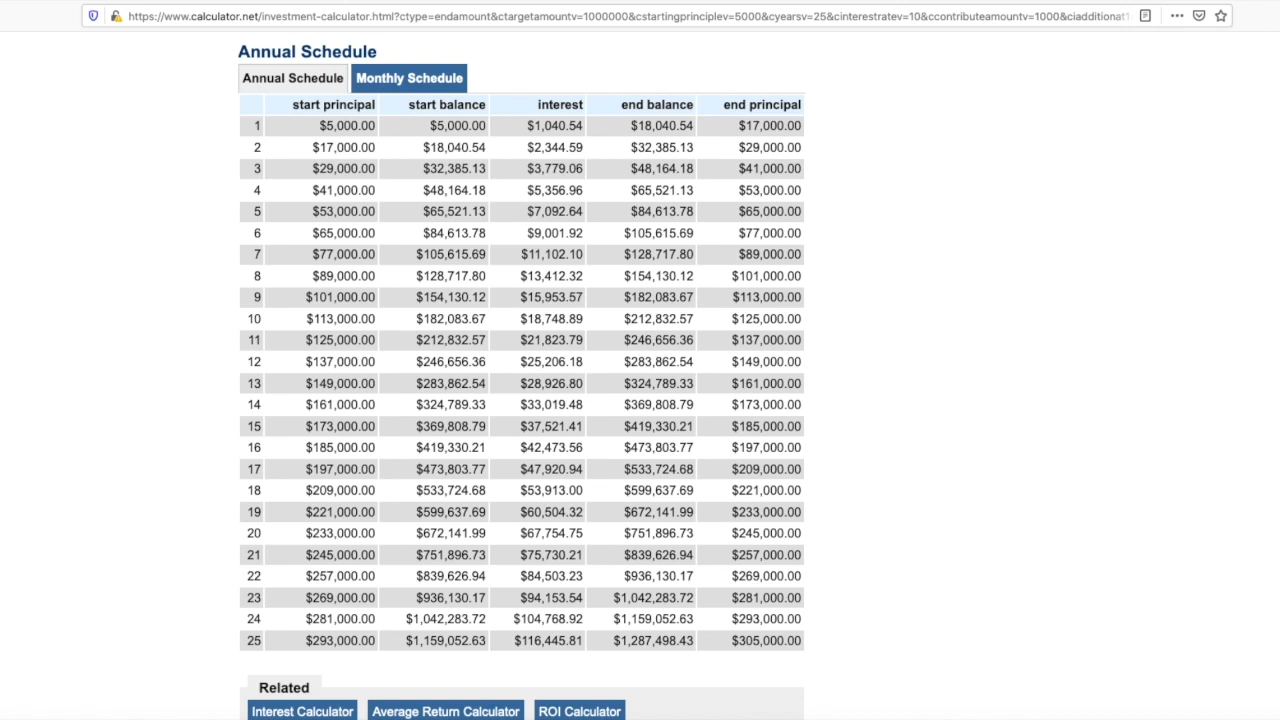 https://www.calculator.net/investment-calculator.html?ctype=endamount&ctargetamountv=1000000&cstartingprinciplev=5000&cyearsv=25&cinterestratev=10&ccontributeamountv=1000&ciadditionat1
Annual Schedule
Annual Schedule Monthly Schedule
start principal start balance interest end balance end principal
1 $5,000.00 $5,000.00 $1,040.54 $18,040.54 $17,000.00
2 $17,000.00 $18,040.54 $2,344.59 $32,385.13 $29,000.00
3 $29,000.00 $32,385.13 $3,779.06 $48,164.18 $41,000.00
4 $41,000.00 $48,164.18 $5,356.96 $65,521.13 $53,000.00
5 $53,000.00 $65,521.13 $7,092.64 $84,613.78 $65,000.00
6 $65,000.00 $84,613.78 $9,001.92 $105,615.69 $77,000.00
7 $77,000.00 $105,615.69 $11,102.10 $128,717.80 $89,000.00
8 $89,000.00 $128,717.80 $13,412.32 $154,130.12 $101,000.00
9 $101,000.00 $154,130.12 $15,953.57 $182,083.67 $113,000.00
10 $113,000.00 $182,083.67 $18,748.89 $212,832.57 $125,000.00
11 $125,000.00 $212,832.57 $21,823.79 $246,656.36 $137,000.00
12 $137,000.00 $246,656.36 $25,206.18 $283,862.54 $149,000.00
13 $149,000.00 $283,862.54 $28,926.80 $324,789.33 $161,000.00
14 $161,000.00 $324,789.33 $33,019.48 $369,808.79 $173,000.00
15 $173,000.00 $369,808.79 $37,521.41 $419,330.21 $185,000.00
16 $185,000.00 $419,330.21 $42,473.56 $473,803.77 $197,000.00
17 $197,000.00 $473,803.77 $47,920.94 $533,724.68 $209,000.00
18 $209,000.00 $533,724.68 $53,913.00 $599,637.69 $221,000.00
19 $221,000.00 $599,637.69 $60,504.32 $672,141.99 $233,000.00
20 $233,000.00 $672,141.99 $67,754.75 $751,896.73 $245,000.00
21 $245,000.00 $751,896.73 $75,730.21 $839,626.94 $257,000.00
22 $257,000.00 $839,626.94 $84,503.23 $936,130.17 $269,000.00
23 $269,000.00 $936,130.17 $94,153.54 $1,042,283.72 $281,000.00
24 $281,000.00 $1,042,283.72 $104,768.92 $1,159,052.63 $293,000.00
25 $293,000.00 $1,159,052.63 $116,445.81 $1,287,498.43 $305,000.00
Related
Interest Calculator Average Return Calculator ROI Calculator